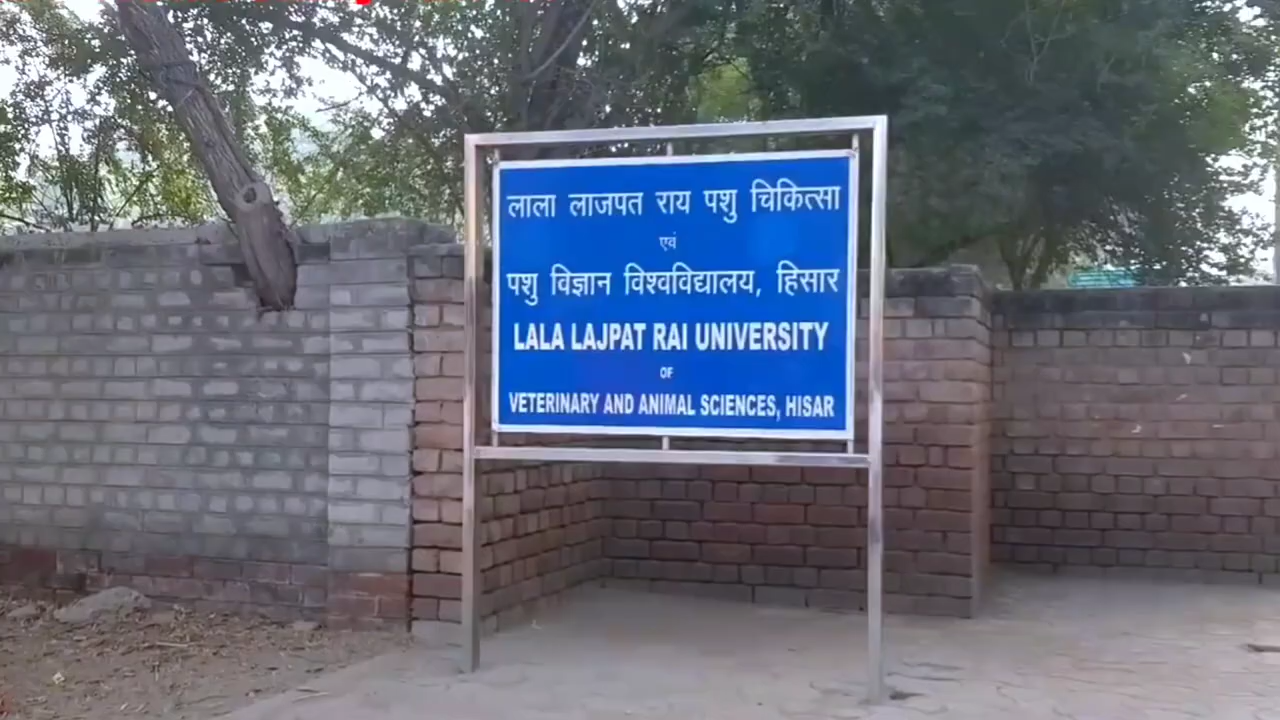 लाला लाजपत राय पशु चिकित्सा
एवं
पशु विज्ञान विश्वविद्यालय, हिसार
LALA LAJPAT RAI UNIVERSITY
OF
VETERINARY AND ANIMAL SCIENCES, HISAR